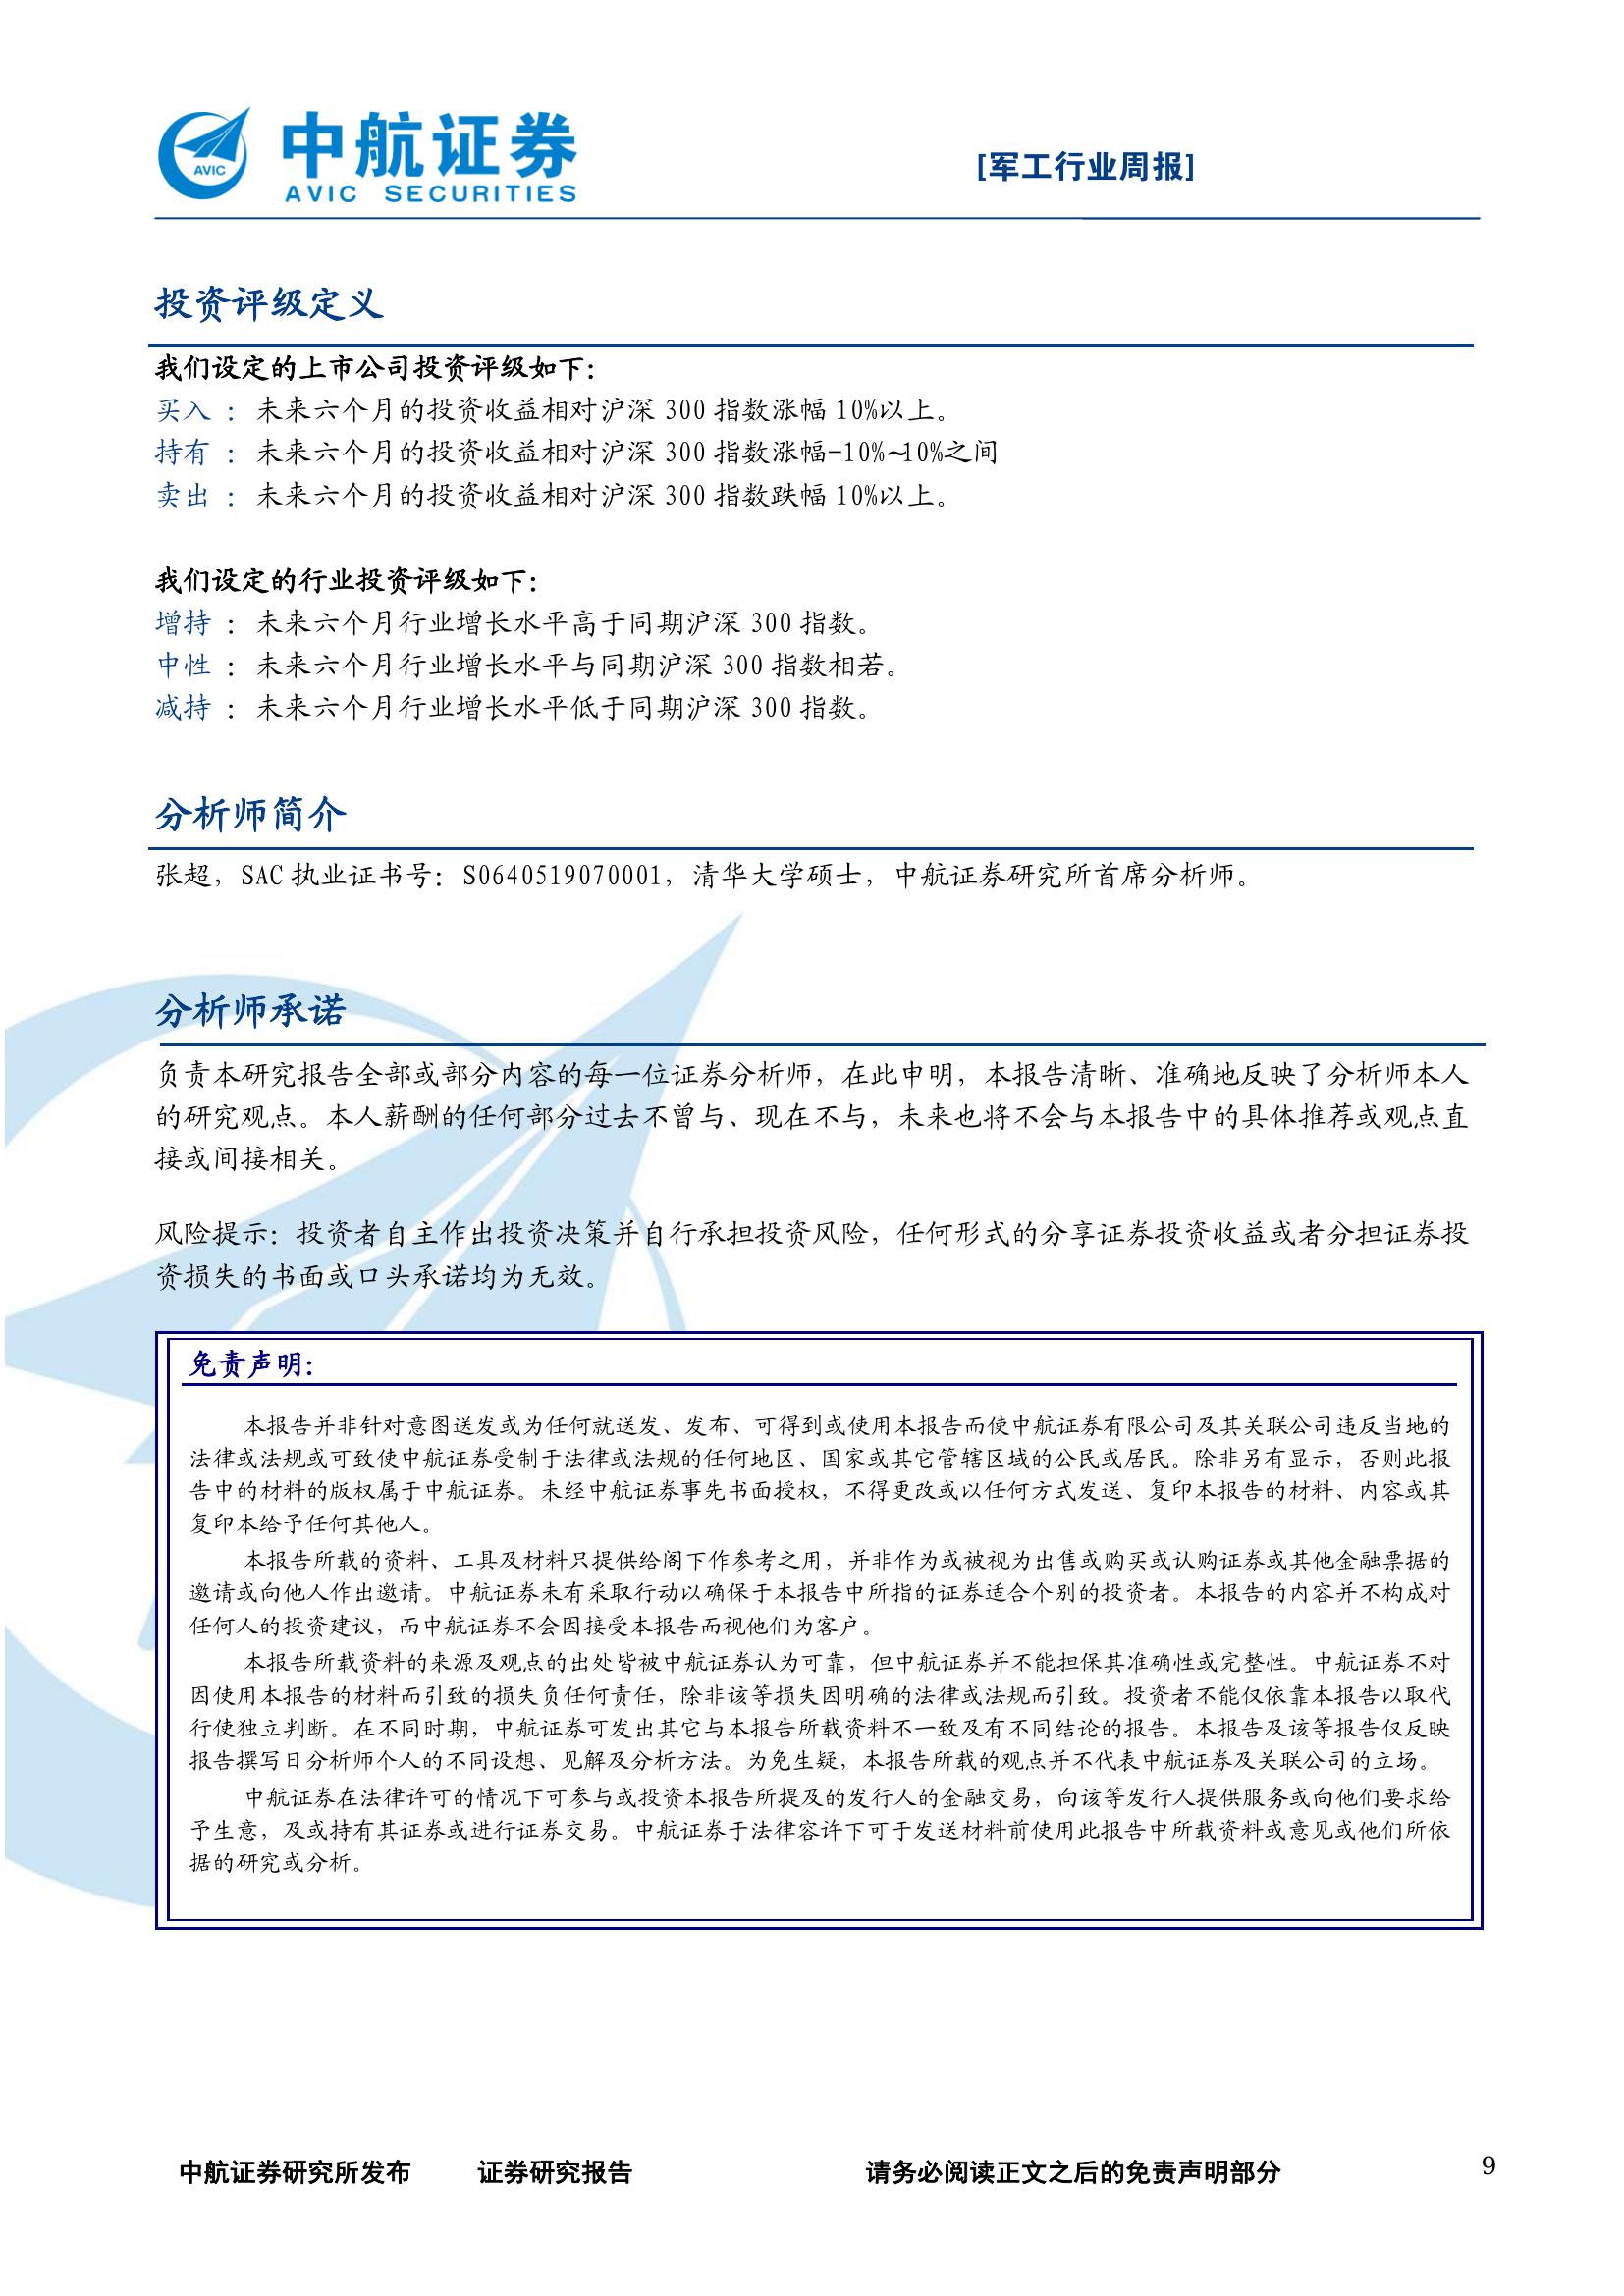 AVIC
中航证券
AVIC SECURITIES
[军工行业周报]
投资评级定义
我们设定的上市公司投资评级如下：
买入 ：未来六个月的投资收益相对沪深 300 指数涨幅 10%以上。
持有 ：未来六个月的投资收益相对沪深 300 指数涨幅-10%~10%之间
卖出 ：未来六个月的投资收益相对沪深 300 指数跌幅 10%以上。
我们设定的行业投资评级如下：
增持 ：未来六个月行业增长水平高于同期沪深 300 指数。
中性 ：未来六个月行业增长水平与同期沪深 300 指数相若。
减持 ：未来六个月行业增长水平低于同期沪深 300 指数。
分析师简介
张超，SAC 执业证书号：S0640519070001，清华大学硕士，中航证券研究所首席分析师。
分析师承诺
负责本研究报告全部或部分内容的每一位证券分析师，在此申明，本报告清晰、准确地反映了分析师本人
的研究观点。本人薪酬的任何部分过去不曾与、现在不与，未来也将不会与本报告中的具体推荐或观点直
接或间接相关。
风险提示：投资者自主作出投资决策并自行承担投资风险，任何形式的分享证券投资收益或者分担证券投
资损失的书面或口头承诺均为无效。
免责声明：
本报告并非针对意图送发或为任何就送发、发布、可得到或使用本报告而使中航证券有限公司及其关联公司违反当地的
法律或法规或可致使中航证券受制于法律或法规的任何地区、国家或其它管辖区域的公民或居民。除非另有显示，否则此报
告中的材料的版权属于中航证券。未经中航证券事先书面授权，不得更改或以任何方式发送、复印本报告的材料、内容或其
复印本给予任何其他人。
本报告所载的资料、工具及材料只提供给阁下作参考之用，并非作为或被视为出售或购买或认购证券或其他金融票据的
邀请或向他人作出邀请。中航证券未有采取行动以确保于本报告中所指的证券适合个别的投资者。本报告的内容并不构成对
任何人的投资建议，而中航证券不会因接受本报告而视他们为客户。
本报告所载资料的来源及观点的出处皆被中航证券认为可靠，但中航证券并不能担保其准确性或完整性。中航证券不对
因使用本报告的材料而引致的损失负任何责任，除非该等损失因明确的法律或法规而引致。投资者不能仅依靠本报告以取代
行使独立判断。在不同时期，中航证券可发出其它与本报告所载资料不一致及有不同结论的报告。本报告及该等报告仅反映
报告撰写日分析师个人的不同设想、见解及分析方法。为免生疑，本报告所载的观点并不代表中航证券及关联公司的立场。
中航证券在法律许可的情况下可参与或投资本报告所提及的发行人的金融交易，向该等发行人提供服务或向他们要求给
予生意，及或持有其证券或进行证券交易。中航证券于法律容许下可于发送材料前使用此报告中所载资料或意见或他们所依
据的研究或分析。
中航证券研究所发布 证券研究报告 请务必阅读正文之后的免责声明部分 9